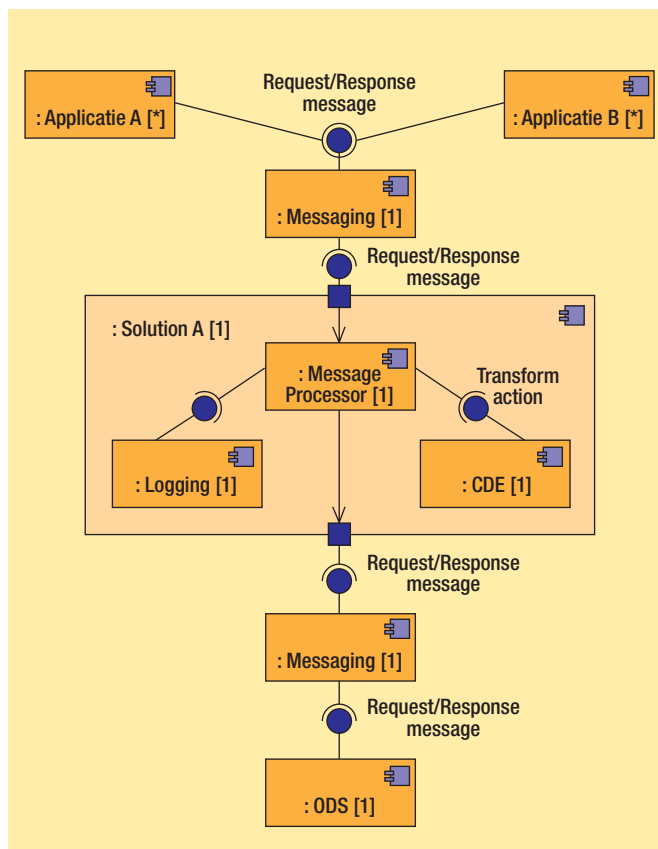 Request/Response
message
: Applicatie A [*]
: Applicatie B [*]
: Messaging [1]
Request/Response
message
: Solution A [1]
: Message
Processor [1]
Transform
action
: Logging [1]
: CDE [1]
Request/Response
message
: Messaging [1]
Request/Response
message
: ODS [1]